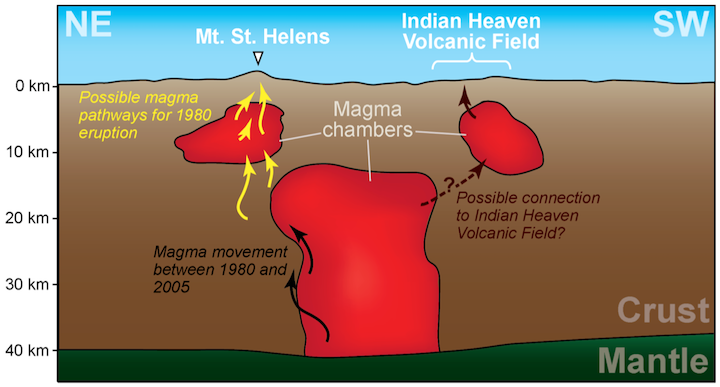 NE
Mt. St. Helens
Indian Heaven
Volcanic Field
SW
0 km
Possible magma
pathways for 1980
eruption
Magma
chambers
10 km
?
Possible connection
to Indian Heaven
Volcanic Field?
20 km
Magma movement
between 1980 and
2005
30 km
Crust
40 km
Mantle